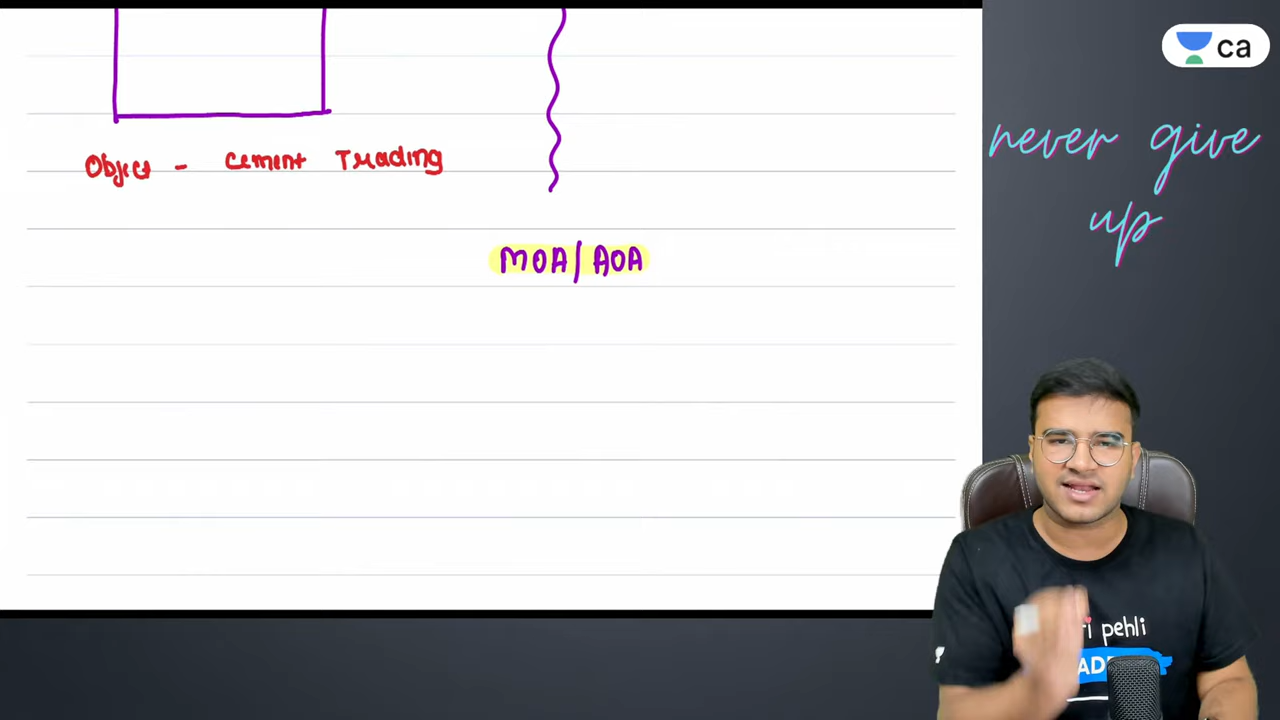 ca
never give
up
Object - Cement Trading
MOA/AOA
pehli